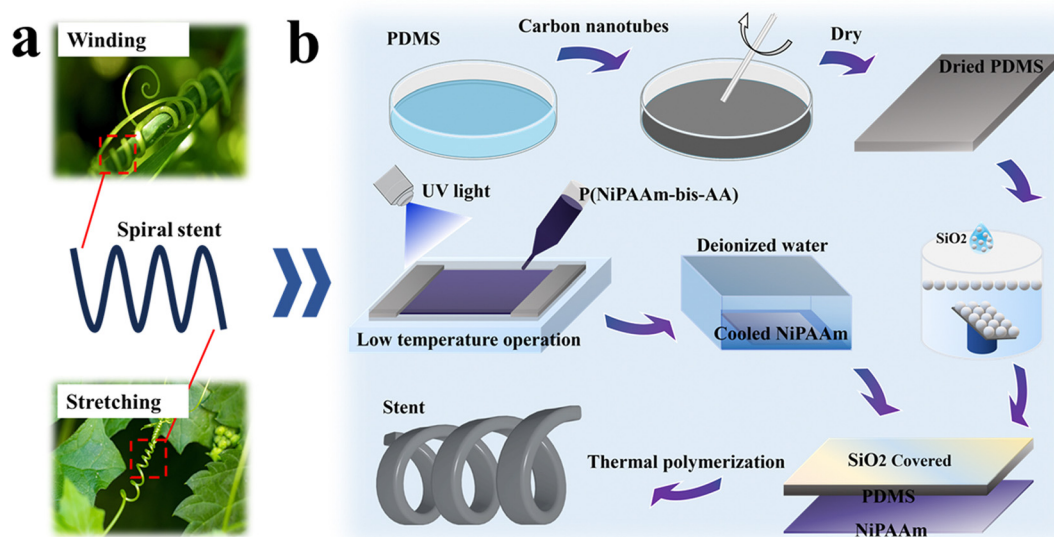 a
Winding
Spiral stent
Stretching
b
PDMS
Carbon nanotubes
Dry
Dried PDMS
UV light
P(NiPAAm-bis-AA)
Low temperature operation
Deionized water
Cooled NiPAAm
SiO2
Stent
Thermal polymerization
SiO2 Covered
PDMS
NiPAAm